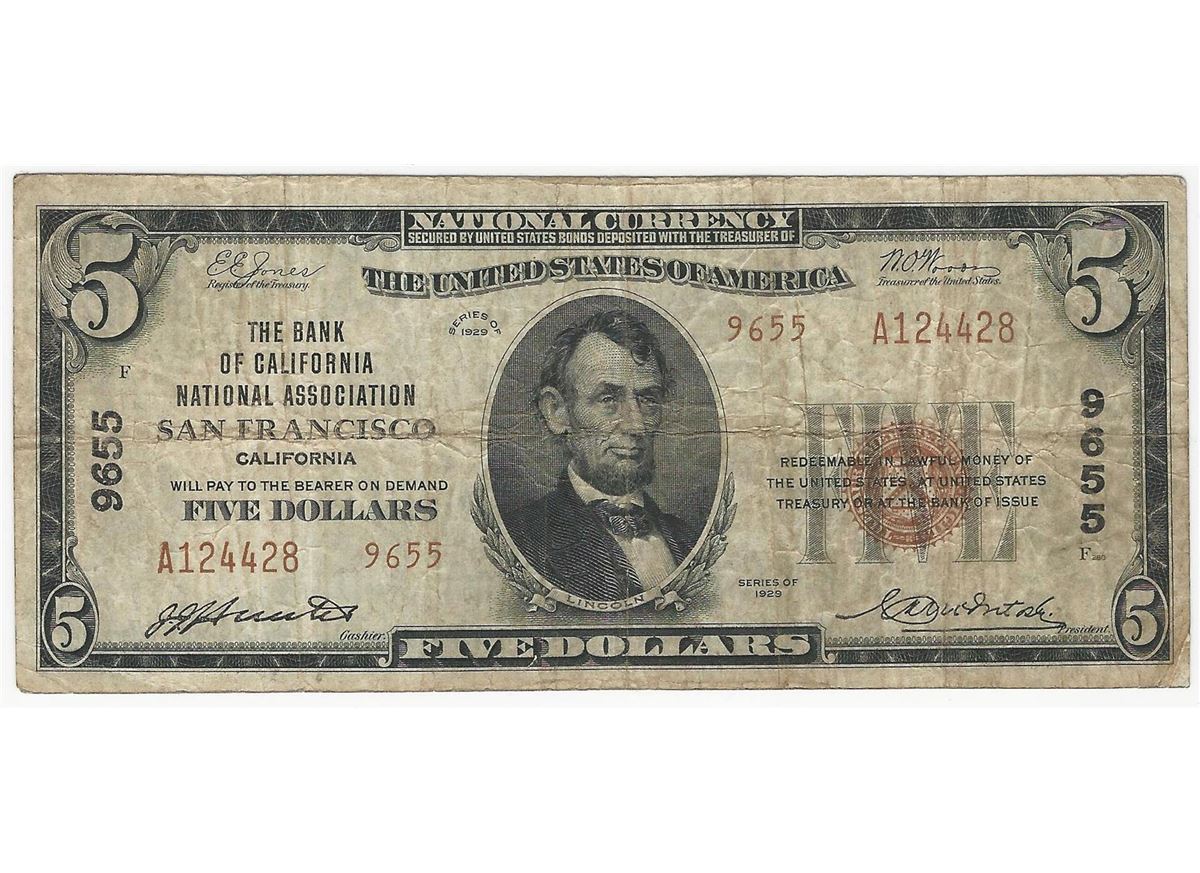 NATIONAL CURRENCY
SECURED BY UNITED STATES BONDS DEPOSITED WITH THE TREASURER OF
THE UNITED STATES OF AMERICA
5
5
E E Jones
Register of the Treasury.
W.O. Woods
Treasurer of the United States.
SERIES OF
1929
9655 A124428
THE BANK
OF CALIFORNIA
NATIONAL ASSOCIATION
SAN FRANCISCO
CALIFORNIA
F
9655
9655
WILL PAY TO THE BEARER ON DEMAND
FIVE DOLLARS
FIVE
REDEEMABLE IN LAWFUL MONEY OF
THE UNITED STATES, AT UNITED STATES
TREASURY OR AT THE BANK OF ISSUE
A124428 9655
F 280
SERIES OF
1929
LINCOLN
Cashier.
President.
5
5
FIVE DOLLARS